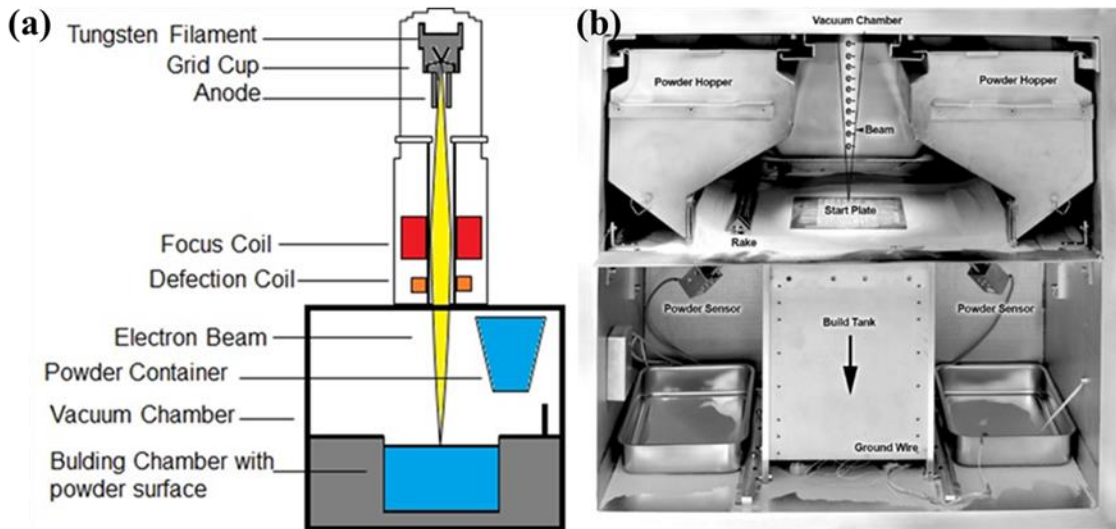 (a)
Tungsten Filament
Grid Cup
Anode
Focus Coil
Defection Coil
Electron Beam
Powder Container
Vacuum Chamber
Bulding Chamber with
powder surface
(b)
Vacuum Chamber
Powder Hopper
Powder Hopper
Beam
Start Plate
Rake
Powder Sensor
Powder Sensor
Build Tank
Ground Wire